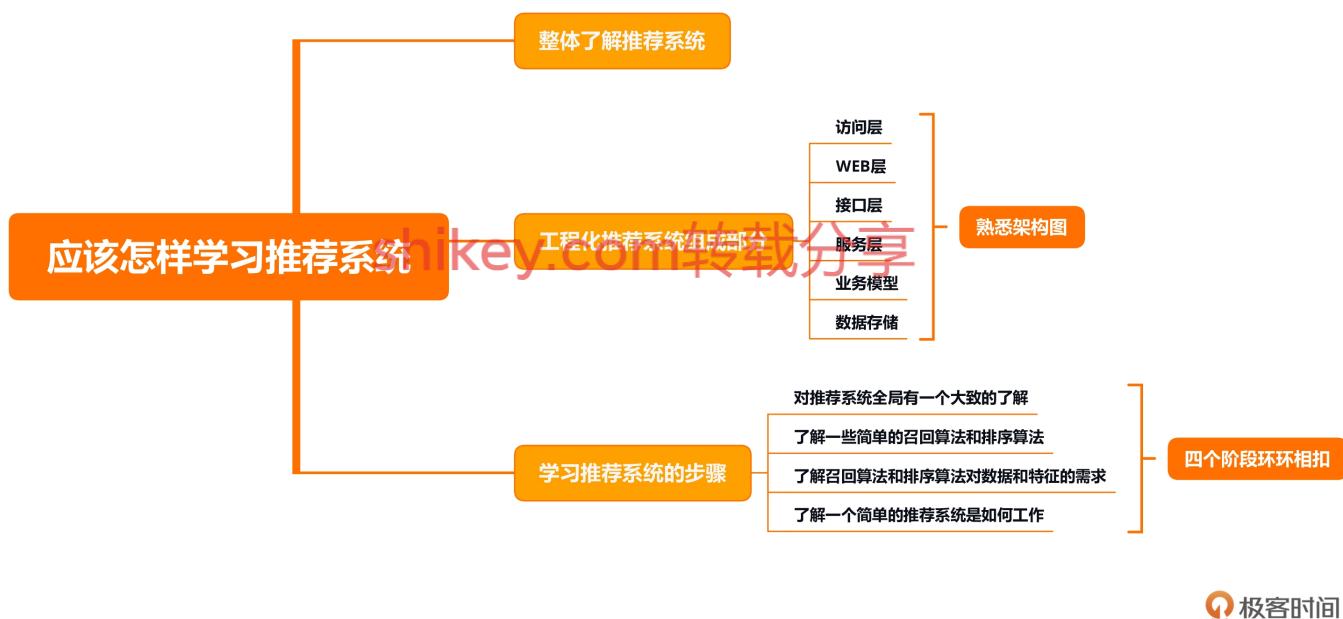 整体了解推荐系统
访问层
WEB层
接口层
服务层
业务模型
数据存储
熟悉架构图
应该怎样学习推荐系统
工程化推荐系统组成部分
shikey.com转载分享
对推荐系统全局有一个大致的了解
了解一些简单的召回算法和排序算法
了解召回算法和排序算法对数据和特征的需求
了解一个简单的推荐系统是如何工作
学习推荐系统的步骤
四个阶段环环相扣
极客时间